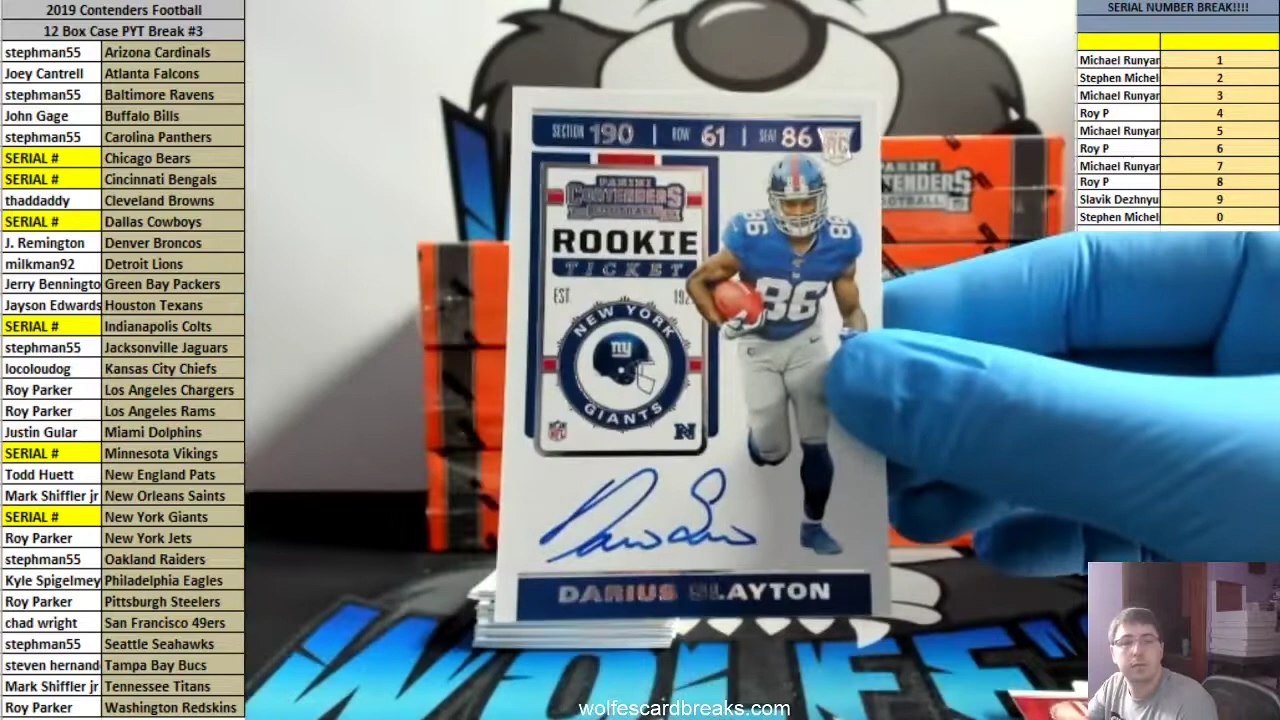 2019 Contenders Football
12 Box Case PYT Break #3
stephman55 Arizona Cardinals
Joey Cantrell Atlanta Falcons
stephman55 Baltimore Ravens
John Gage Buffalo Bills
stephman55 Carolina Panthers
SERIAL # Chicago Bears
SERIAL # Cincinnati Bengals
thaddaddy Cleveland Browns
SERIAL # Dallas Cowboys
J. Remington Denver Broncos
milkman92 Detroit Lions
Jerry Benningto Green Bay Packers
Jayson Edwards Houston Texans
SERIAL # Indianapolis Colts
stephman55 Jacksonville Jaguars
locoloudog Kansas City Chiefs
Roy Parker Los Angeles Chargers
Roy Parker Los Angeles Rams
Justin Gular Miami Dolphins
SERIAL # Minnesota Vikings
Todd Huett New England Pats
Mark Shiffler jr New Orleans Saints
SERIAL # New York Giants
Roy Parker New York Jets
stephman55 Oakland Raiders
Kyle Spigelmey Philadelphia Eagles
Roy Parker Pittsburgh Steelers
chad wright San Francisco 49ers
stephman55 Seattle Seahawks
steven hernand Tampa Bay Bucs
Mark Shiffler jr Tennessee Titans
Roy Parker Washington Redskins
SECTION 190 | ROW 61 | SEAT 86 RC
PANINI
CONTENDERS
FOOTBALL
ROOKIE
TICKET
EST. 192
NEW YORK
ny
GIANTS
NFL N
86 86
86
DARIUS SLAYTON
PANINI
ENDERS
FOOTBALL
WOLFE'
wolfescardbreaks.com
SERIAL NUMBER BREAK!!!!
Michael Runyan 1
Stephen Michel 2
Michael Runyan 3
Roy P 4
Michael Runyan 5
Roy P 6
Michael Runyan 7
Roy P 8
Slavik Dezhnyu 9
Stephen Michel 0